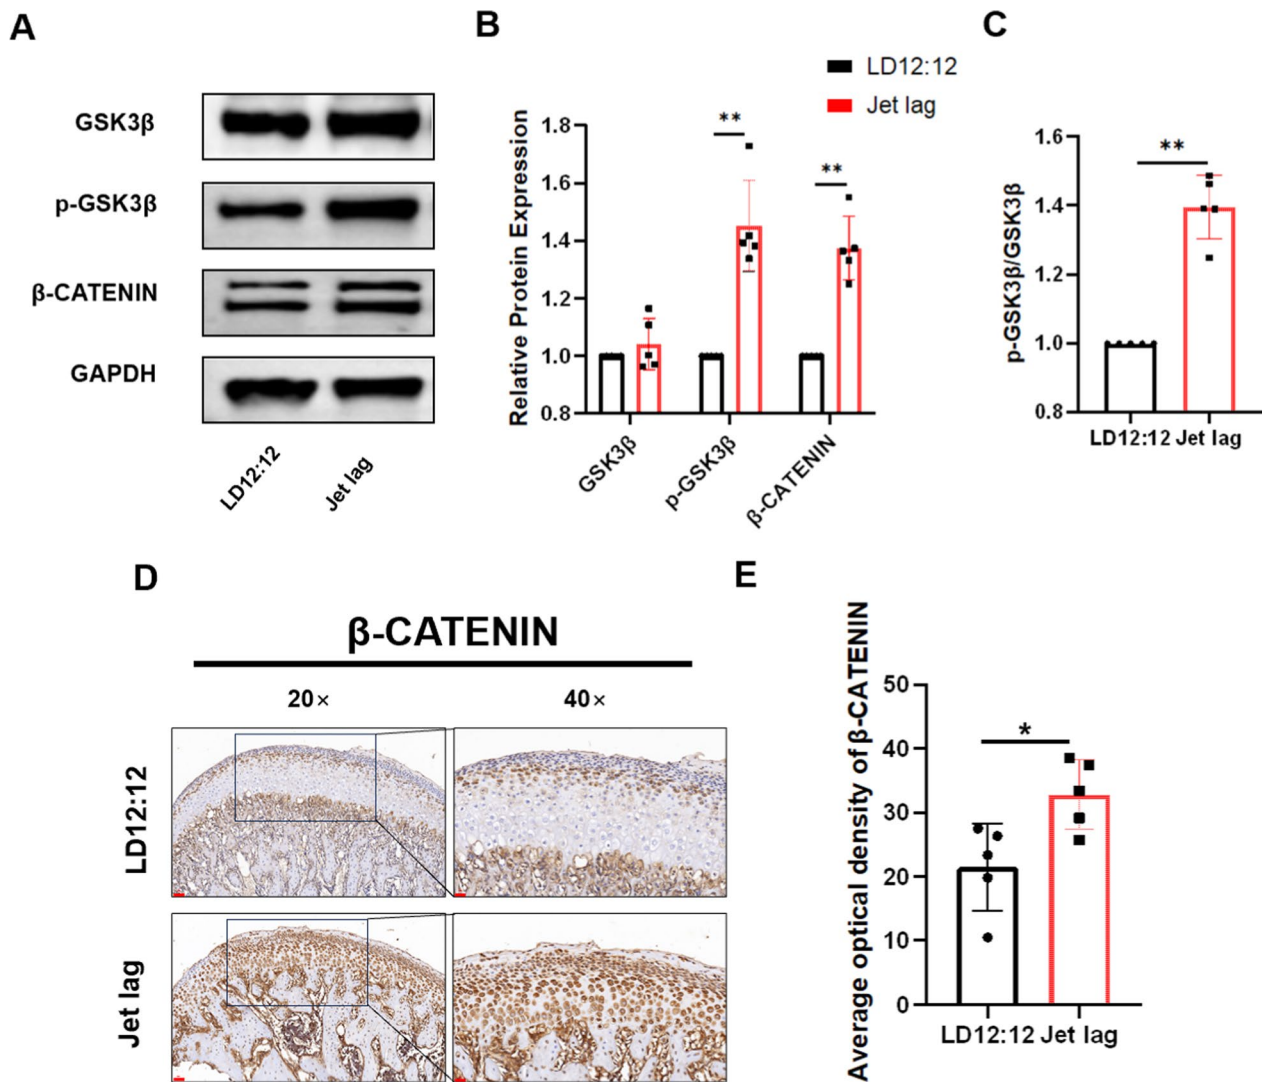 A
GSK3β
p-GSK3β
β-CATENIN
GAPDH
LD12:12
Jet lag
B
LD12:12
Jet lag
Relative Protein Expression
1.8
1.6
1.4
1.2
1.0
0.8
**
**
GSK3β
p-GSK3β
β-CATENIN
C
p-GSK3β/GSK3β
1.6
1.4
1.2
1.0
0.8
**
LD12:12 Jet lag
D
β-CATENIN
20×
40×
LD12:12
Jet lag
E
Average optical density of β-CATENIN
50
40
30
20
10
0
*
LD12:12 Jet lag